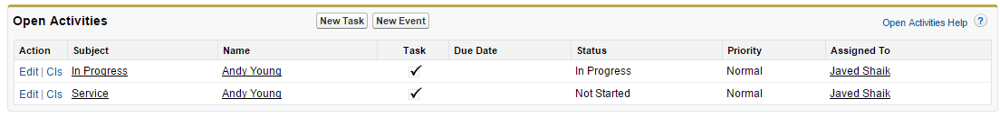 Open Activities New Task New Event Open Activities Help ?
Action Subject Name Task Due Date Status Priority Assigned To
Edit | Cls In Progress Andy Young In Progress Normal Javed Shaik
Edit | Cls Service Andy Young Not Started Normal Javed Shaik